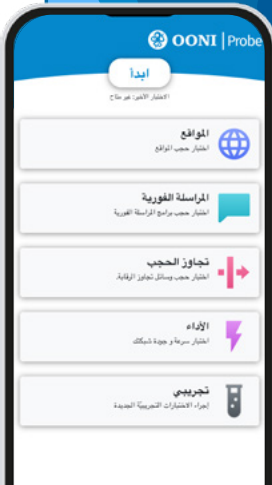 OONI | Probe
ابدأ
الاختبار الأخير: غير متاح
المواقع
اختبار حجب المواقع
المراسلة الفورية
اختبار حجب برامج المراسلة الفورية
تجاوز الحجب
اختبار حجب وسائل تجاوز الرقابة.
الأداء
اختبار سرعة و جودة شبكتك
تجريبي
إجراء الاختبارات التجريبيّة الجديدة